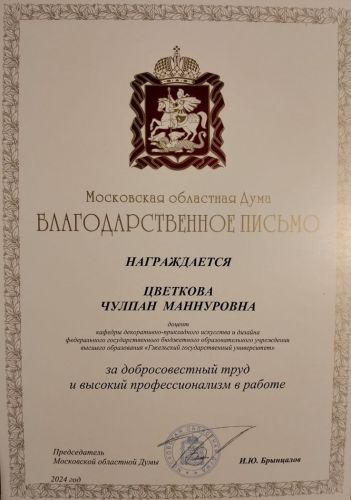 Московская областная Дума
БЛАГОДАРСТВЕННОЕ ПИСЬМО
НАГРАЖДАЕТСЯ
ЦВЕТКОВА
ЧУЛПАН МАННУРОВНА
доцент
кафедры декоративно-прикладного искусства и дизайна
федерального государственного бюджетного образовательного учреждения
высшего образования «Гжельский государственный университет»
за добросовестный труд
и высокий профессионализм в работе
Председатель
Московской областной Думы
И.Ю. Брынцалов
2024 год